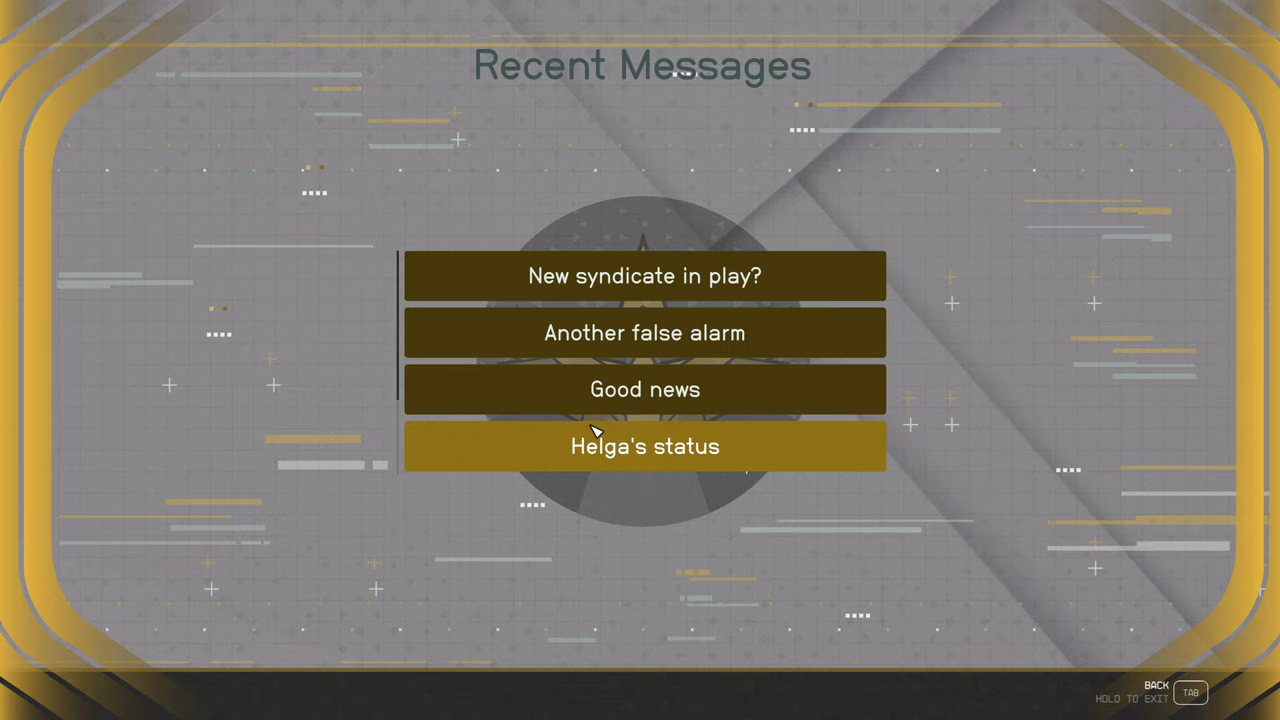 Recent Messages
New syndicate in play?
Another false alarm
Good news
Helga's status
BACK
HOLD TO EXIT
TAB